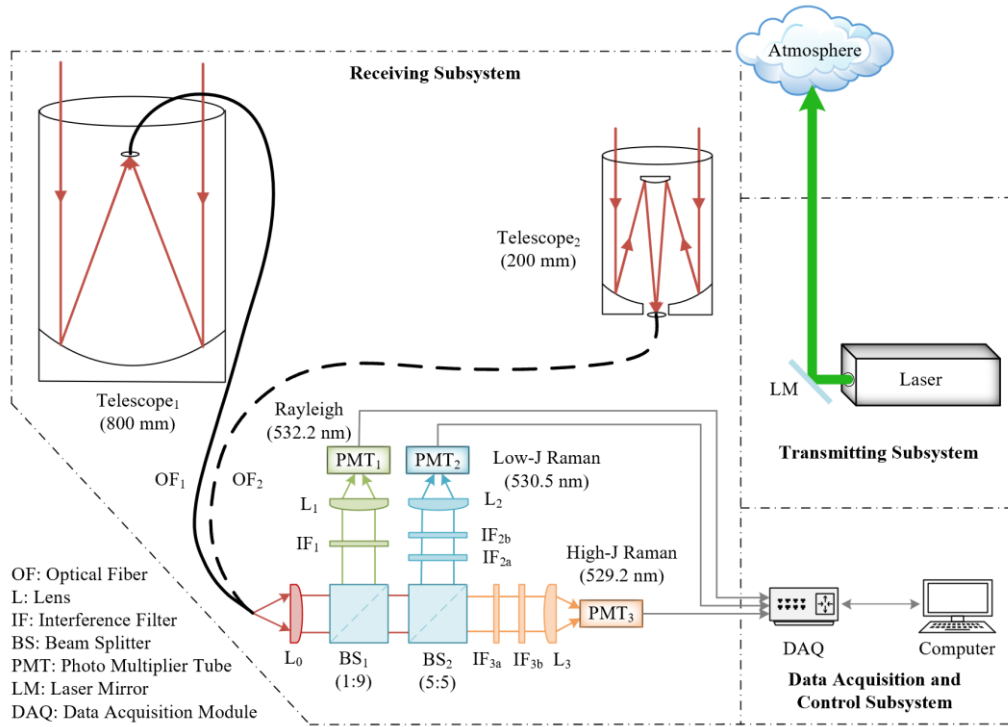 Receiving Subsystem
Atmosphere
Telescope₁
(800 mm)
Telescope₂
(200 mm)
LM
Laser
Transmitting Subsystem
OF₁
OF₂
Rayleigh
(532.2 nm)
PMT₁
L₁
IF₁
PMT₂
Low-J Raman
(530.5 nm)
L₂
IF₂b
IF₂a
High-J Raman
(529.2 nm)
PMT₃
L₀
BS₁
(1:9)
BS₂
(5:5)
IF₃a
IF₃b
L₃
DAQ
Computer
Data Acquisition and
Control Subsystem
OF: Optical Fiber
L: Lens
IF: Interference Filter
BS: Beam Splitter
PMT: Photo Multiplier Tube
LM: Laser Mirror
DAQ: Data Acquisition Module